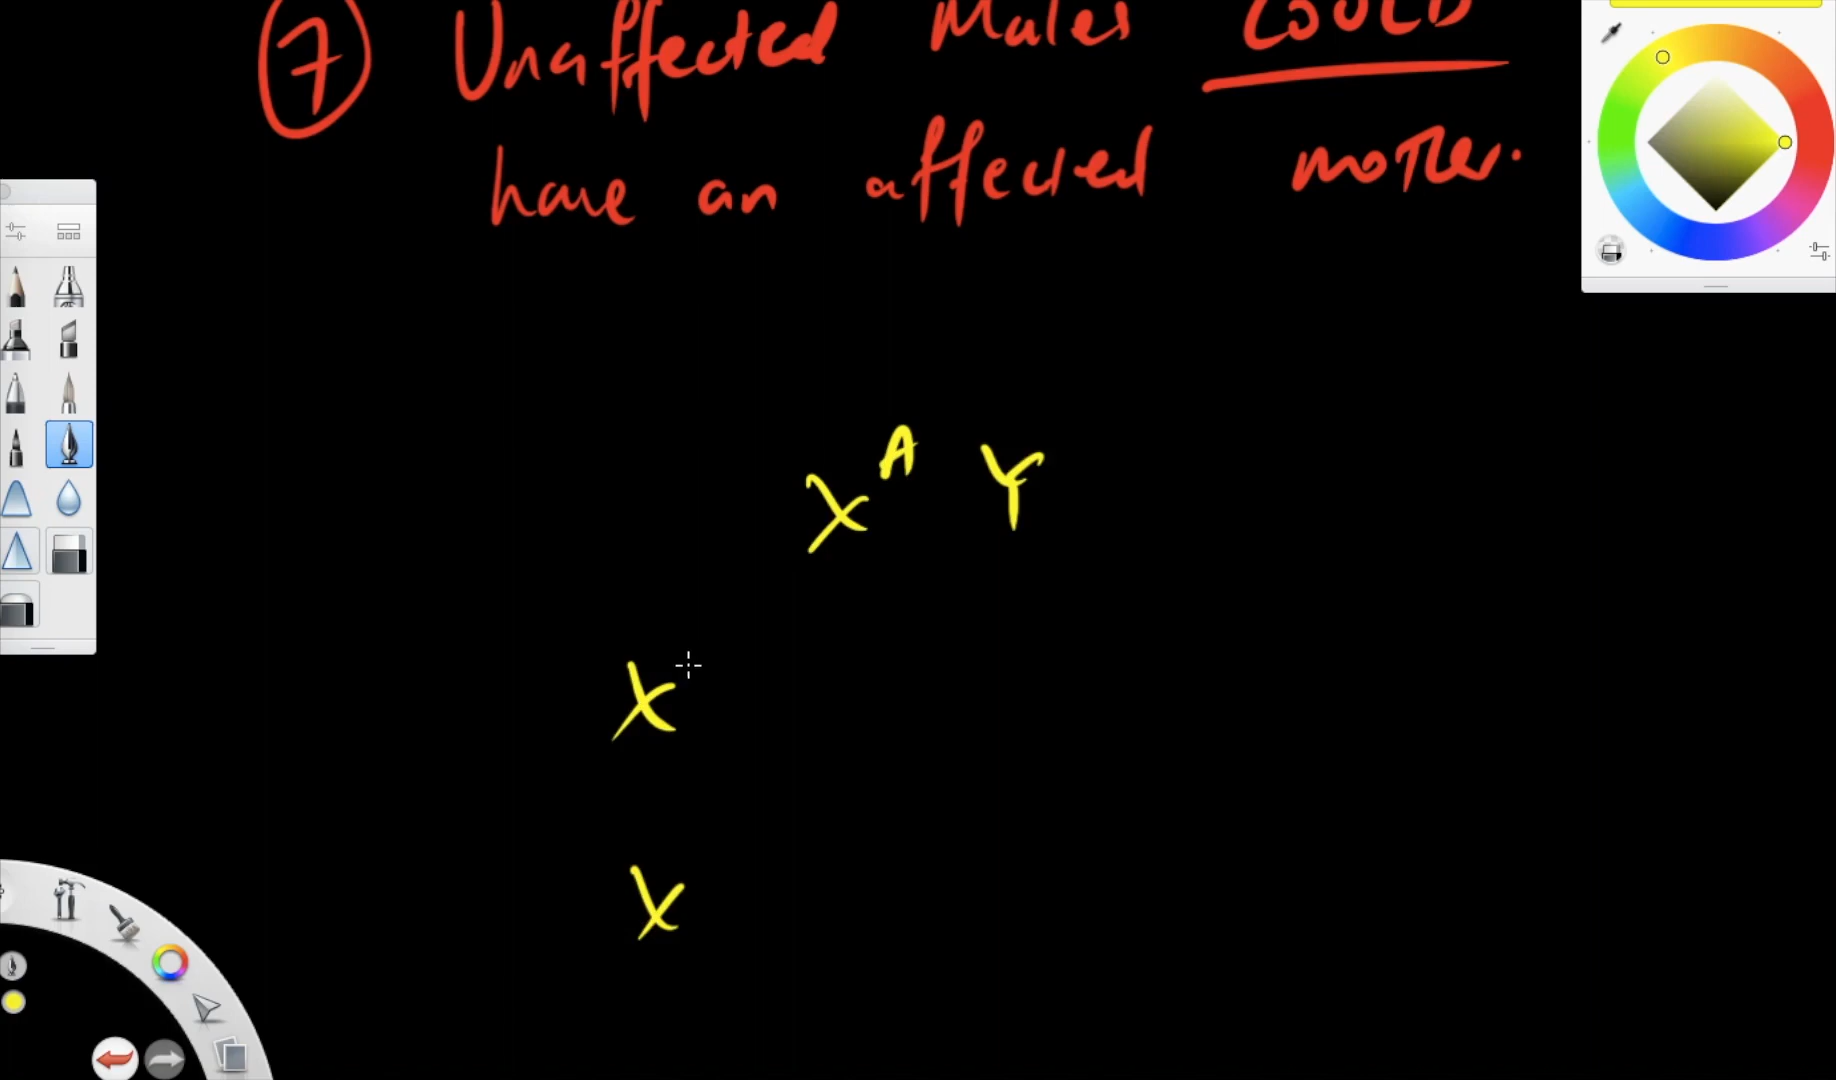 7 Unaffected Males COULD
have an affected mother.
X^A Y
X
X